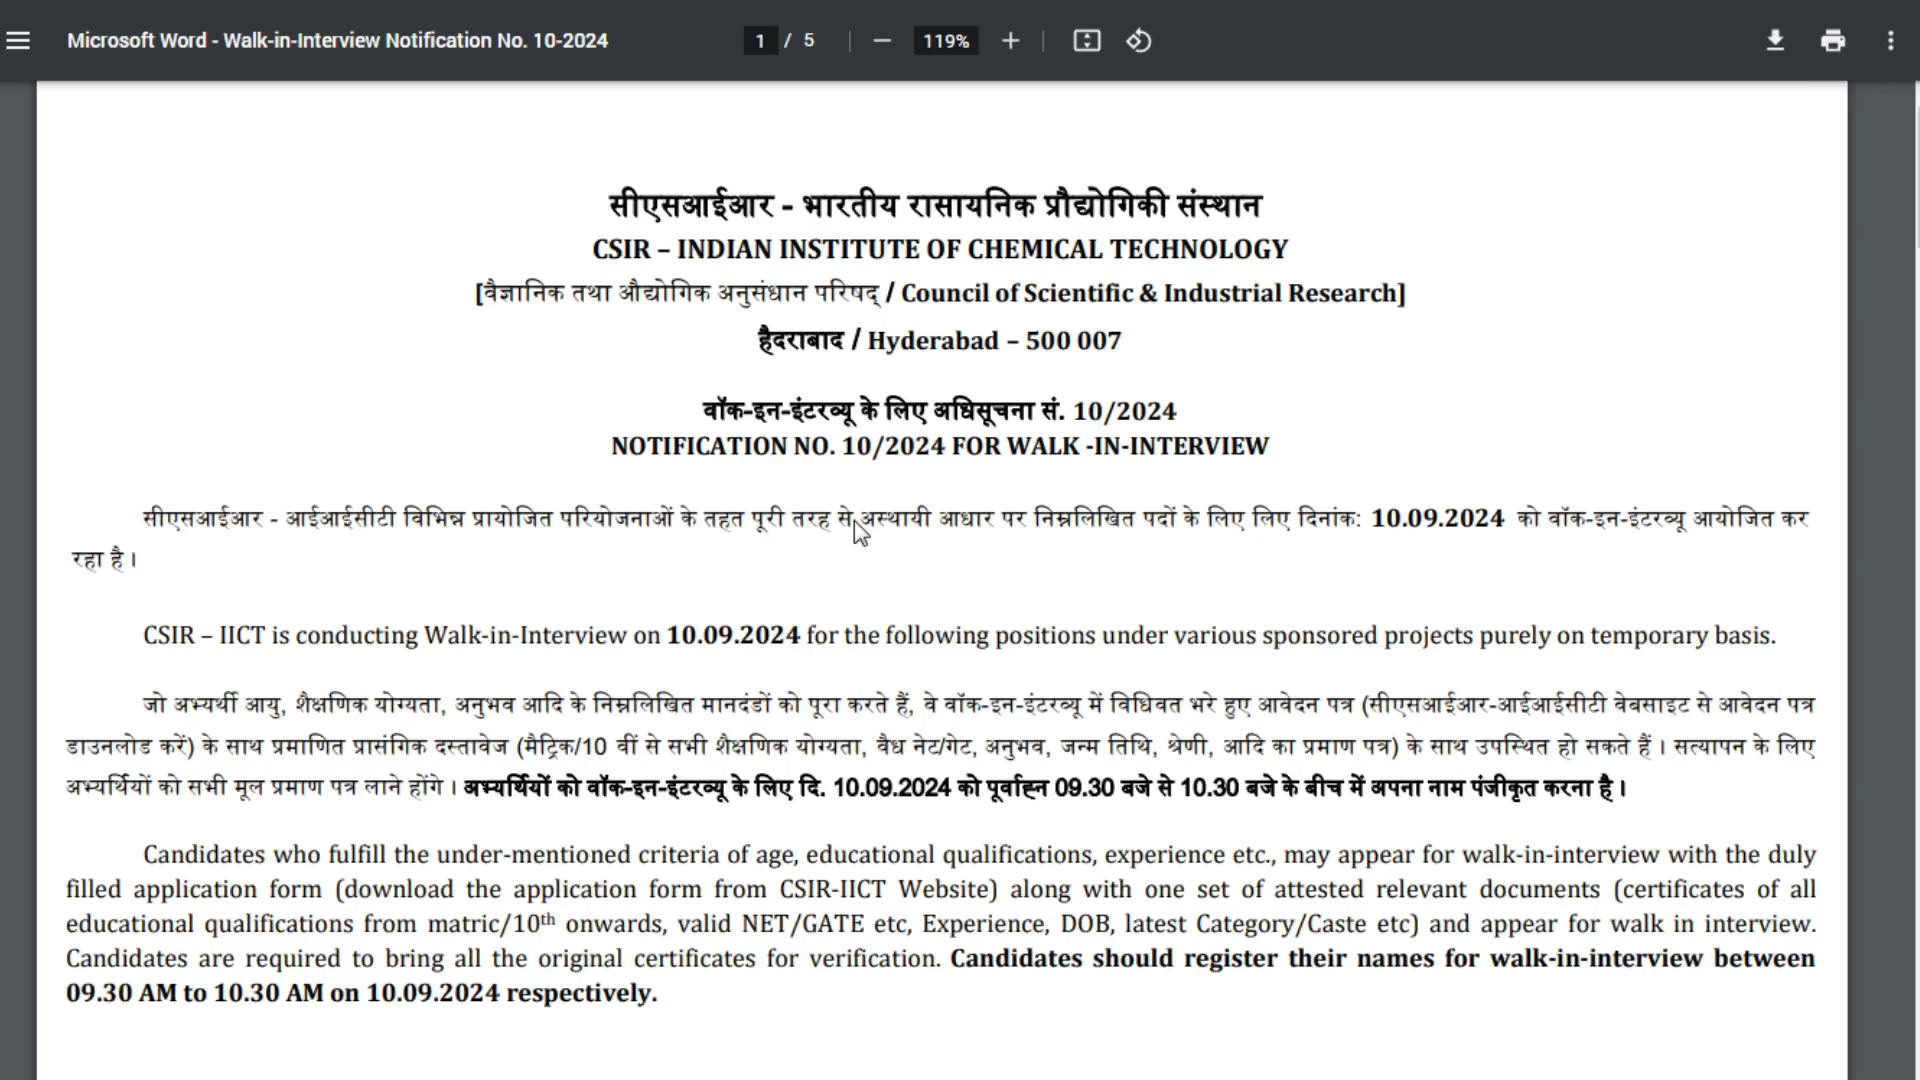 Microsoft Word - Walk-in-Interview Notification No. 10-2024
1 / 5
119%
सीएसआईआर - भारतीय रासायनिक प्रौद्योगिकी संस्थान
CSIR – INDIAN INSTITUTE OF CHEMICAL TECHNOLOGY
[वैज्ञानिक तथा औद्योगिक अनुसंधान परिषद् / Council of Scientific & Industrial Research]
हैदराबाद / Hyderabad – 500 007
वॉक-इन-इंटरव्यू के लिए अधिसूचना सं. 10/2024
NOTIFICATION NO. 10/2024 FOR WALK -IN-INTERVIEW
सीएसआईआर - आईआईसीटी विभिन्न प्रायोजित परियोजनाओं के तहत पूरी तरह से अस्थायी आधार पर निम्नलिखित पदों के लिए लिए दिनांक: 10.09.2024 को वॉक-इन-इंटरव्यू आयोजित कर
रहा है।
CSIR – IICT is conducting Walk-in-Interview on 10.09.2024 for the following positions under various sponsored projects purely on temporary basis.
जो अभ्यर्थी आयु, शैक्षणिक योग्यता, अनुभव आदि के निम्नलिखित मानदंडों को पूरा करते हैं, वे वॉक-इन-इंटरव्यू में विधिवत भरे हुए आवेदन पत्र (सीएसआईआर-आईआईसीटी वेबसाइट से आवेदन पत्र
डाउनलोड करें) के साथ प्रमाणित प्रासंगिक दस्तावेज (मैट्रिक/10 वीं से सभी शैक्षणिक योग्यता, वैध नेट/गेट, अनुभव, जन्म तिथि, श्रेणी, आदि का प्रमाण पत्र) के साथ उपस्थित हो सकते हैं। सत्यापन के लिए
अभ्यर्थियों को सभी मूल प्रमाण पत्र लाने होंगे। अभ्यर्थियों को वॉक-इन-इंटरव्यू के लिए दि. 10.09.2024 को पूर्वाह्न 09.30 बजे से 10.30 बजे के बीच में अपना नाम पंजीकृत करना है।
Candidates who fulfill the under-mentioned criteria of age, educational qualifications, experience etc., may appear for walk-in-interview with the duly
filled application form (download the application form from CSIR-IICT Website) along with one set of attested relevant documents (certificates of all
educational qualifications from matric/10th onwards, valid NET/GATE etc, Experience, DOB, latest Category/Caste etc) and appear for walk in interview.
Candidates are required to bring all the original certificates for verification. Candidates should register their names for walk-in-interview between
09.30 AM to 10.30 AM on 10.09.2024 respectively.